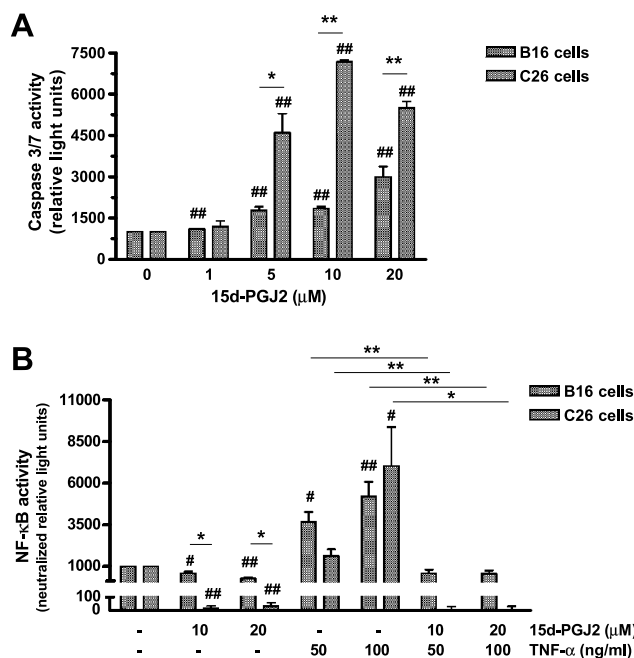 A
** 
7500 ##
** B16 cells
6000 * ## C26 cells
## 
4500
##
3000
## ##
1500 ##
0
0 1 5 10 20
Caspase 3/7 activity
(relative light units)
15d-PGJ2 (μM)
B
**
**
**
*
11000 B16 cells
# C26 cells
8500
##
6000
#
3500
* *
# ##
1000
## ##
100
0
NF-κB activity
(neutralized relative light units)
- 10 20 - - 10 20 15d-PGJ2 (μM)
- - - 50 100 50 100 TNF-α (ng/ml)